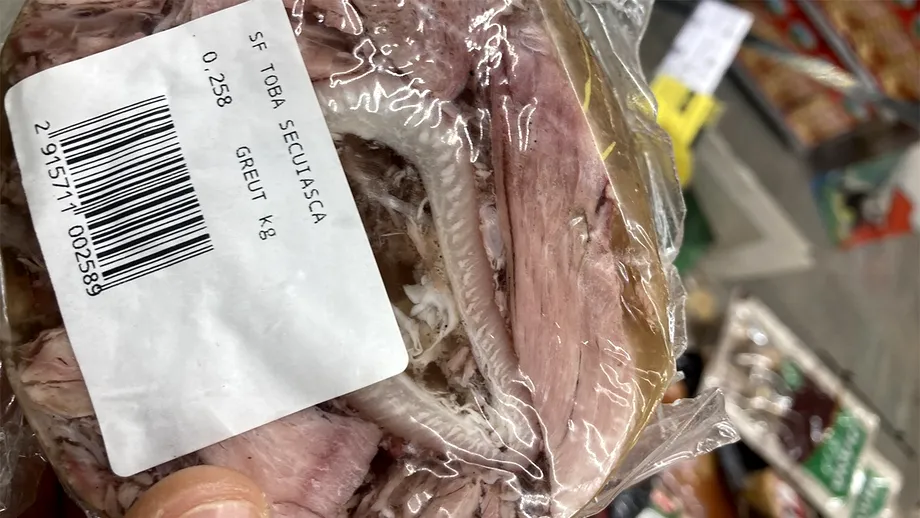 SF TOBA SECUIASCA
0,258 GREUT Kg
2 915711 002589